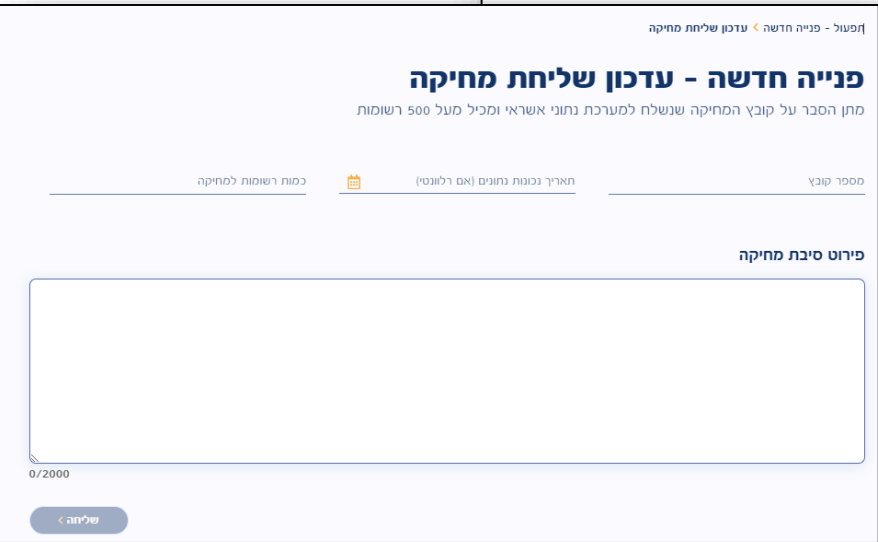 תפעול - פנייה חדשה > עדכון שליחת מחיקה
פנייה חדשה - עדכון שליחת מחיקה
מתן הסבר על קובץ המחיקה שנשלח למערכת נתוני אשראי ומכיל מעל 500 רשומות
מספר קובץ תאריך נכונות נתונים (אם רלוונטי) כמות רשומות למחיקה
פירוט סיבת מחיקה
0/2000
שליחה >